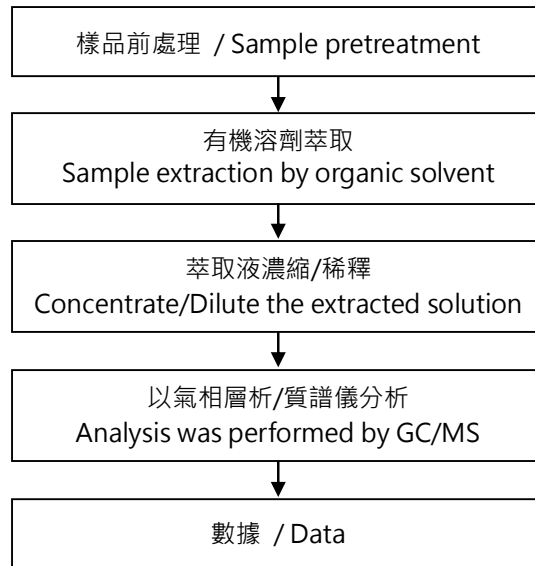 樣品前處理 / Sample pretreatment
有機溶劑萃取
Sample extraction by organic solvent
萃取液濃縮/稀釋
Concentrate/Dilute the extracted solution
以氣相層析/質譜儀分析
Analysis was performed by GC/MS
數據 / Data